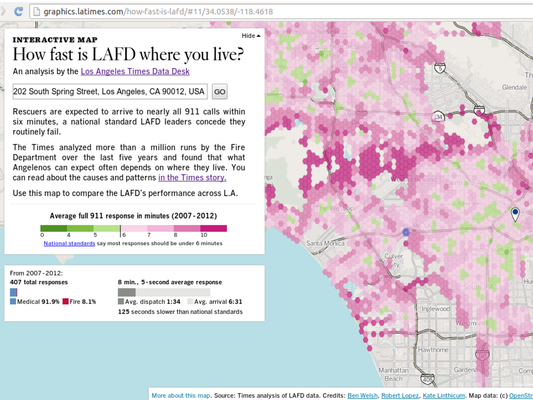 graphics.latimes.com/how-fast-is-lafd/#11/34.0538/-118.4618
Hide
INTERACTIVE MAP
How fast is LAFD where you live?
An analysis by the Los Angeles Times Data Desk
202 South Spring Street, Los Angeles, CA 90012, USA
GO
Rescuers are expected to arrive to nearly all 911 calls within
six minutes, a national standard LAFD leaders concede they
routinely fail.
The Times analyzed more than a million runs by the Fire
Department over the last five years and found that what
Angelenos can expect often depends on where they live. You
can read about the causes and patterns in the Times story.
Use this map to compare the LAFD's performance across L.A.
Average full 911 response in minutes (2007-2012)
4 5 6 7 8 10
National standards say most responses should be under 6 minutes
From 2007-2012:
407 total responses
Medical 91.9% Fire 8.1%
8 min., 5-second average response
Avg. dispatch 1:34 Avg. arrival 6:31
125 seconds slower than national standards
Glendale
Santa Monica
Culver
City
Inglewood
Hawthorne
Manhattan
Beach
Gardena
More about this map. Source: Times analysis of LAFD data. Credits: Ben Welsh, Robert Lopez, Kate Linthicum. Map data: (c) OpenStr